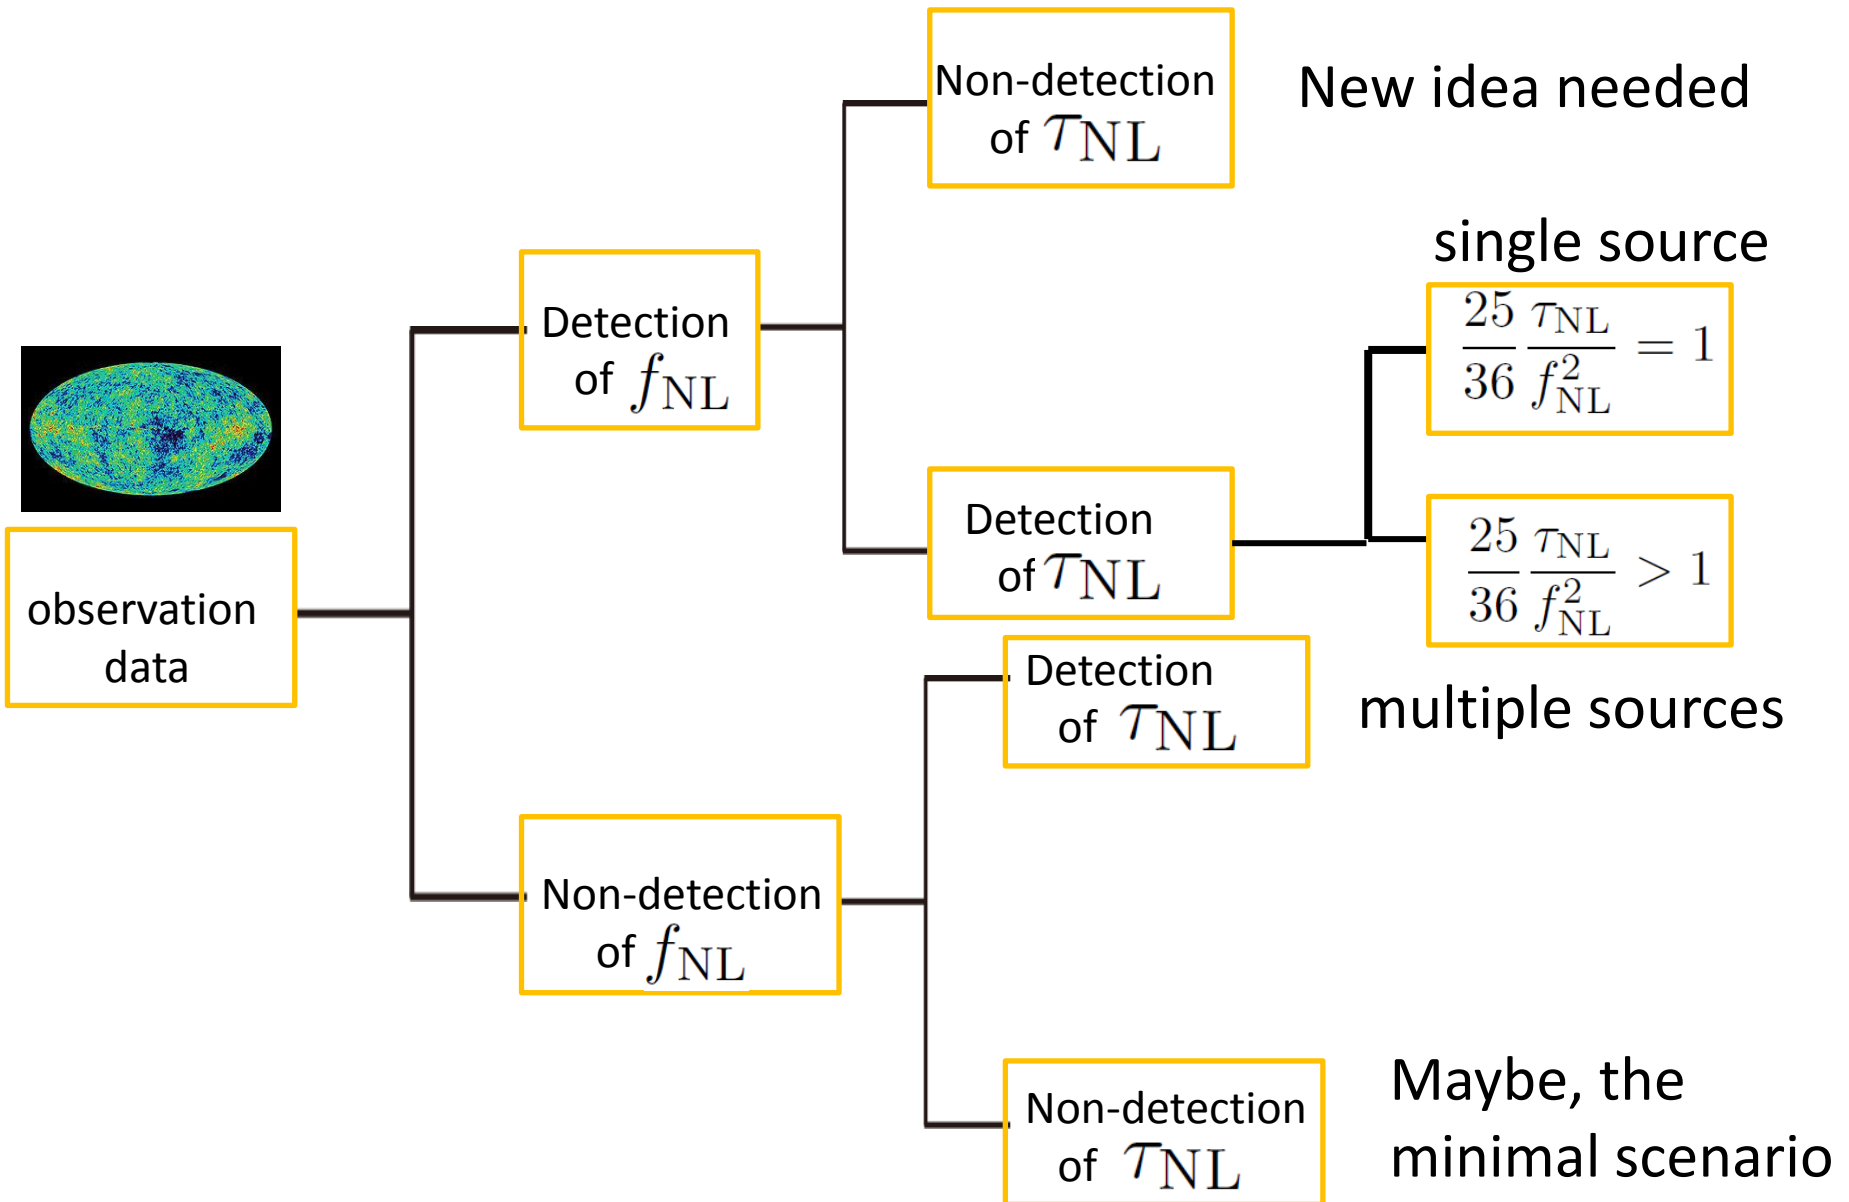 Non-detection
of τ_NL
New idea needed
single source
Detection
of f_NL
25/36 τ_NL/f_NL^2 = 1
Detection
of τ_NL
25/36 τ_NL/f_NL^2 > 1
observation
data
Detection
of τ_NL
multiple sources
Non-detection
of f_NL
Non-detection
of τ_NL
Maybe, the
minimal scenario